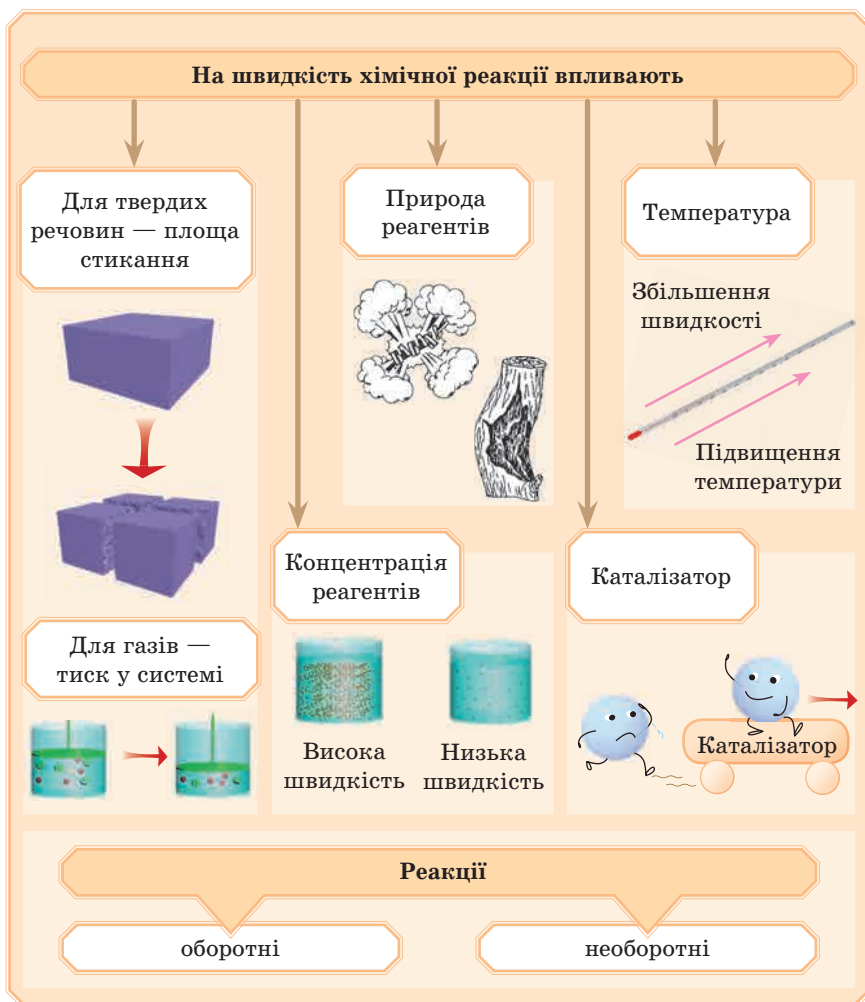 На швидкість хімічної реакції впливають
Для твердих
речовин — площа
стикання
Природа
реагентів
Температура
Збільшення
швидкості
Підвищення
температури
Концентрація
реагентів
Каталізатор
Для газів —
тиск у системі
Висока
швидкість
Низька
швидкість
Каталізатор
Реакції
оборотні
необоротні